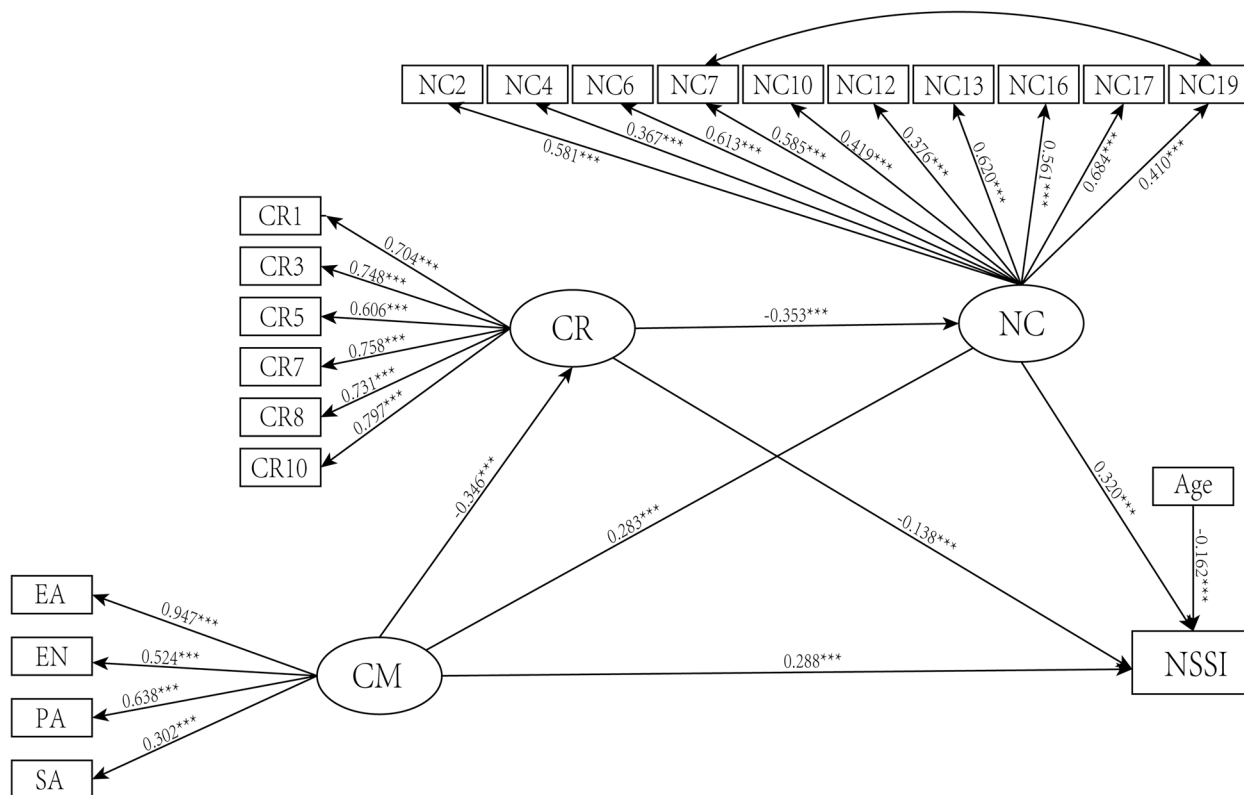 NC2 NC4 NC6 NC7 NC10 NC12 NC13 NC16 NC17 NC19
0.581*** 0.367*** 0.613*** 0.585*** 0.419*** 0.376*** 0.620*** 0.561*** 0.684*** 0.410***
CR1
CR3
CR5
CR7
CR8
CR10
0.704***
0.748***
0.606***
0.758***
0.731***
0.797***
CR
-0.353***
NC
-0.346***
0.283***
-0.138***
0.320***
Age
-0.162****
EA
EN
PA
SA
0.947***
0.524***
0.638***
0.302***
CM
0.288***
NSSI